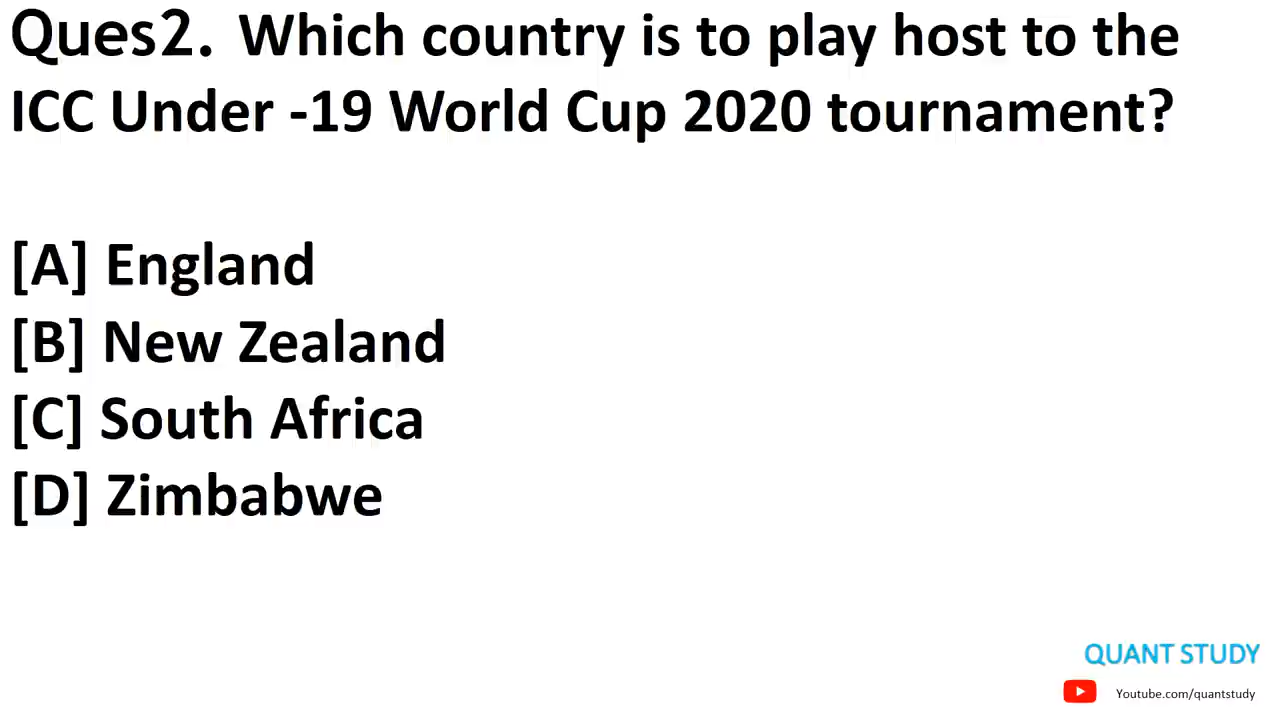 Ques2. Which country is to play host to the
ICC Under -19 World Cup 2020 tournament?
[A] England
[B] New Zealand
[C] South Africa
[D] Zimbabwe
QUANT STUDY
Youtube.com/quantstudy